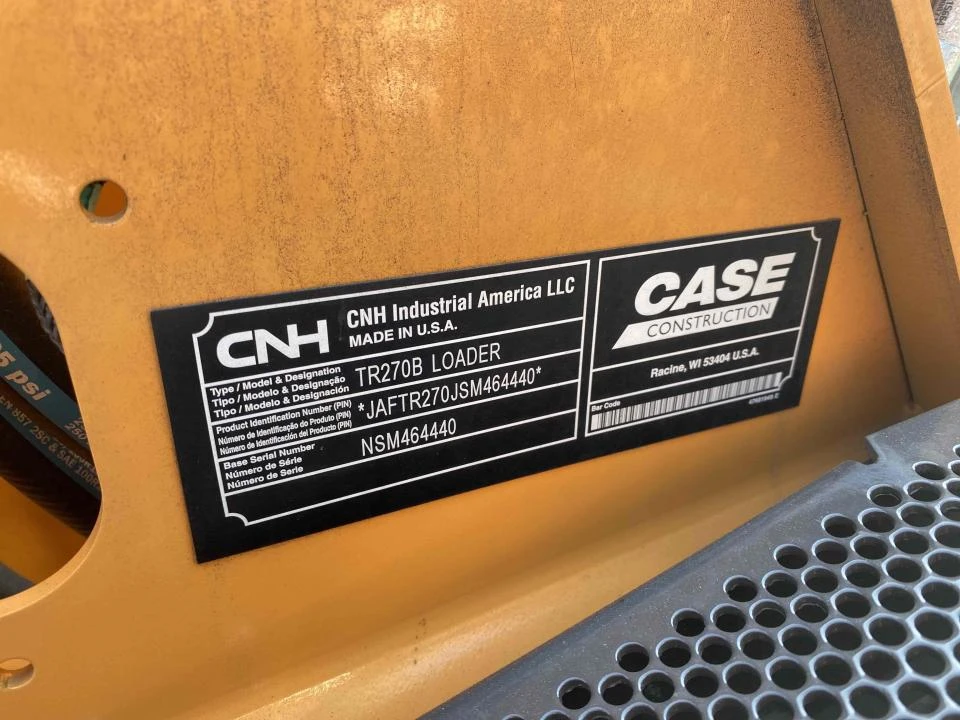 CNH
CNH Industrial America LLC
MADE IN U.S.A.
Type / Model & Designation
Tipo / Modelo & Designação
Tipo / Modelo & Designación
TR270B LOADER
Product Identification Number (PIN)
Número de Identificação do Produto (PIN)
Número de Identificación del Producto (PIN)
*JAFTR270JSM464440*
Base Serial Number
Número de Série
Número de Serie
NSM464440
CASE
CONSTRUCTION
Racine, WI 53404 U.S.A.
Bar Code
5 psi